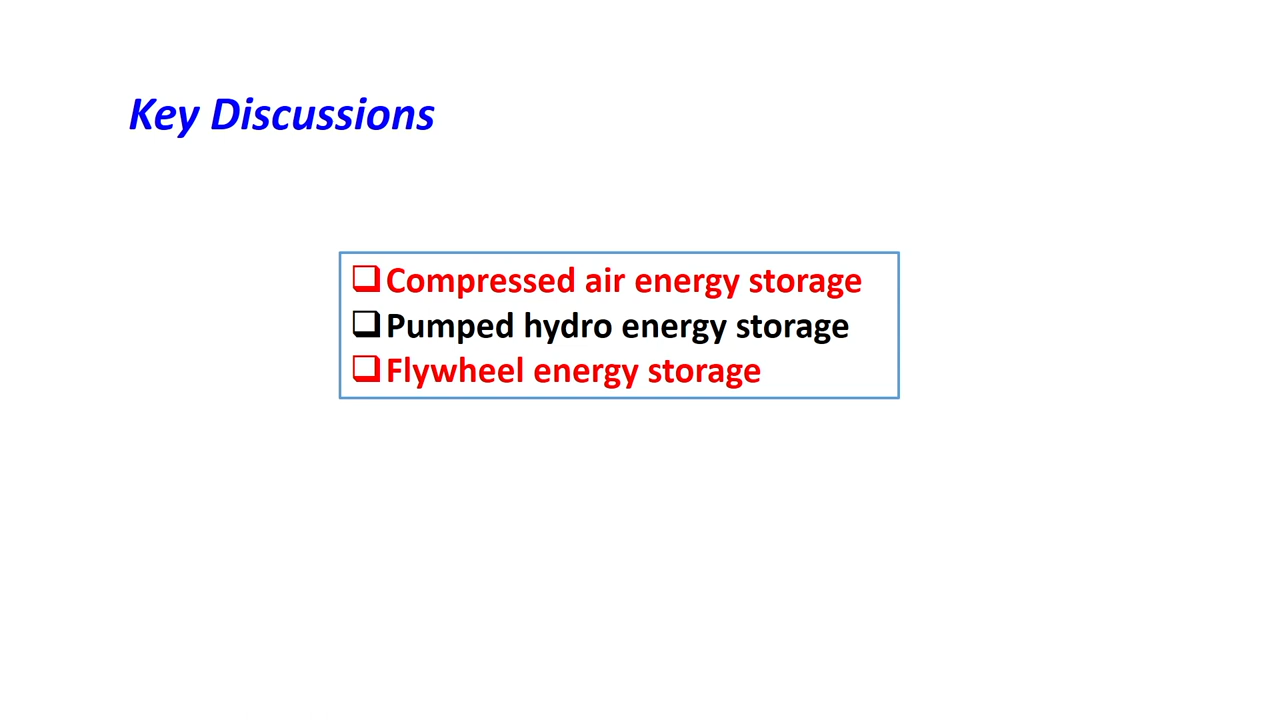 Key Discussions
❑Compressed air energy storage
❑Pumped hydro energy storage
❑Flywheel energy storage